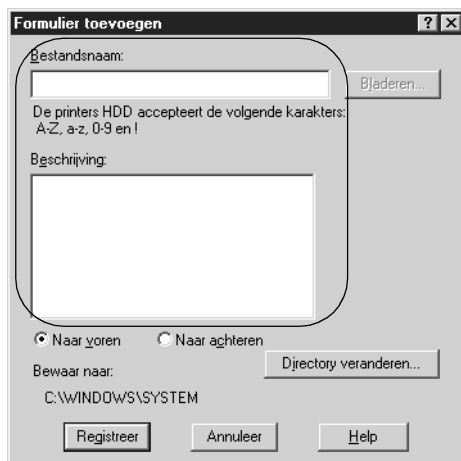 Formulier toevoegen
Bestandsnaam:
Bladeren...
De printers HDD accepteert de volgende karakters:
A-Z, a-z, 0-9 en !
Beschrijving:
Naar voren
Naar achteren
Bewaar naar:
Directory veranderen...
C:\WINDOWS\SYSTEM
Registreer
Annuleer
Help